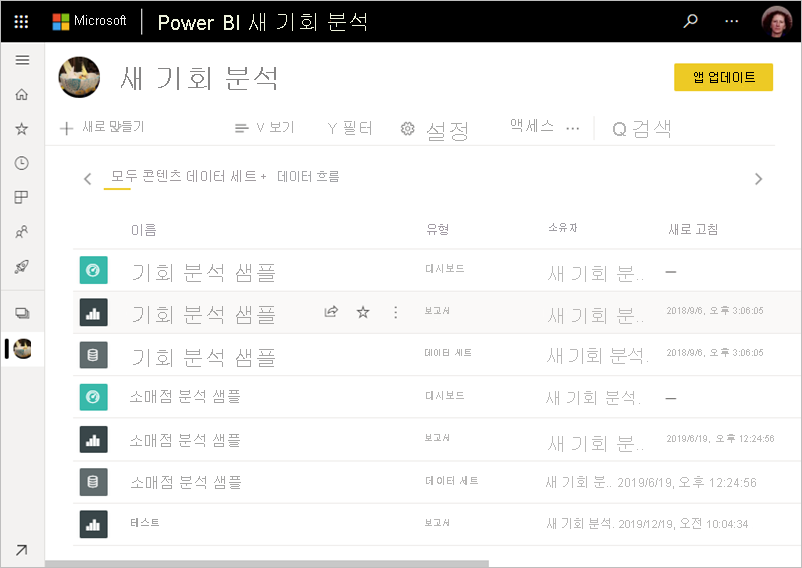 Microsoft Power BI 새 기회 분석
새 기회 분석
앱 업데이트
새로 만들기 V 보기 Y 필터 설정 액세스 ... Q 검색
모두 콘텐츠 데이터 세트 + 데이터 흐름
이름 유형 소유자 새로 고침
기회 분석 샘플 대시보드 새 기회 분.. —
기회 분석 샘플 보고서 새 기회 분.. 2018/9/6, 오후 3:06:05
기회 분석 샘플 데이터 세트 새 기회 분석. 2018/9/6, 오후 3:06:05
소매점 분석 샘플 대시보드 새 기회 분석. —
소매점 분석 샘플 보고서 새 기회 분.. 2019/6/19, 오후 12:24:56
소매점 분석 샘플 데이터 세트 새 기회 분.. 2019/6/19, 오후 12:24:56
테스트 보고서 새 기회 분석. 2019/12/19, 오전 10:04:34